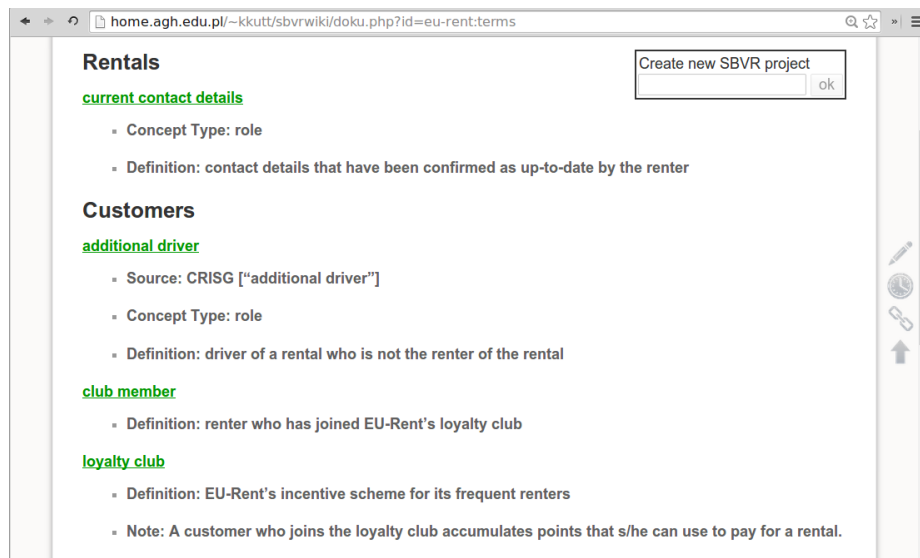 home.agh.edu.pl/~kkutt/sbvrwiki/doku.php?id=eu-rent:terms
Rentals
Create new SBVR project
ok
current contact details
Concept Type: role
Definition: contact details that have been confirmed as up-to-date by the renter
Customers
additional driver
Source: CRISG [“additional driver”]
Concept Type: role
Definition: driver of a rental who is not the renter of the rental
club member
Definition: renter who has joined EU-Rent’s loyalty club
loyalty club
Definition: EU-Rent’s incentive scheme for its frequent renters
Note: A customer who joins the loyalty club accumulates points that s/he can use to pay for a rental.